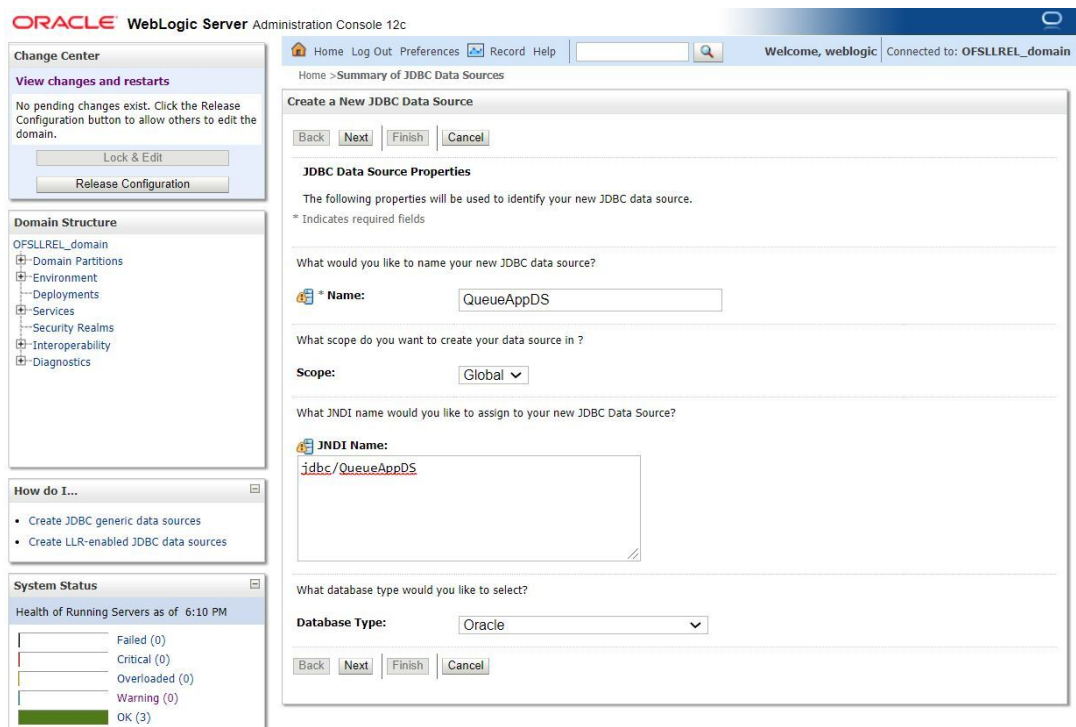 ORACLE WebLogic Server Administration Console 12c
Change Center
View changes and restarts
No pending changes exist. Click the Release
Configuration button to allow others to edit the
domain.
Lock & Edit
Release Configuration
Domain Structure
OFSLLREL_domain
Domain Partitions
Environment
Deployments
Services
Security Realms
Interoperability
Diagnostics
How do I...
Create JDBC generic data sources
Create LLR-enabled JDBC data sources
System Status
Health of Running Servers as of 6:10 PM
Failed (0)
Critical (0)
Overloaded (0)
Warning (0)
OK (3)
Home Log Out Preferences Record Help
Welcome, weblogic Connected to: OFSLLREL_domain
Home >Summary of JDBC Data Sources
Create a New JDBC Data Source
Back Next Finish Cancel
JDBC Data Source Properties
The following properties will be used to identify your new JDBC data source.
* Indicates required fields
What would you like to name your new JDBC data source?
* Name: QueueAppDS
What scope do you want to create your data source in ?
Scope: Global
What JNDI name would you like to assign to your new JDBC Data Source?
JNDI Name:
jdbc/QueueAppDS
What database type would you like to select?
Database Type: Oracle
Back Next Finish Cancel